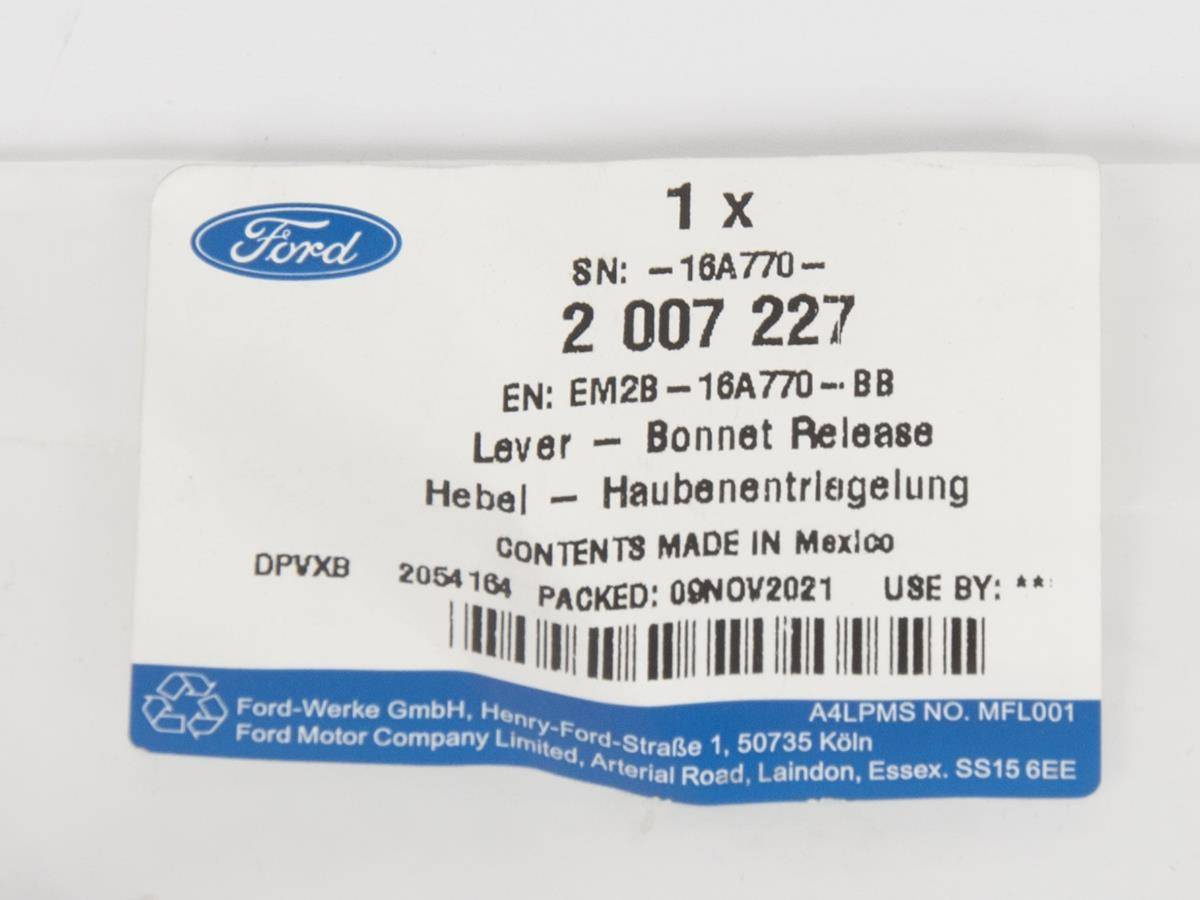 Ford
1 x
SN: -16A770-
2 007 227
EN: EM2B-16A770-BB
Lever - Bonnet Release
Hebel - Haubenentriegelung
CONTENTS MADE IN Mexico
DPVXB 2054164 PACKED: 09NOV2021 USE BY: **
A4LPMS NO. MFL001
Ford-Werke GmbH, Henry-Ford-Straße 1, 50735 Köln
Ford Motor Company Limited, Arterial Road, Laindon, Essex. SS15 6EE